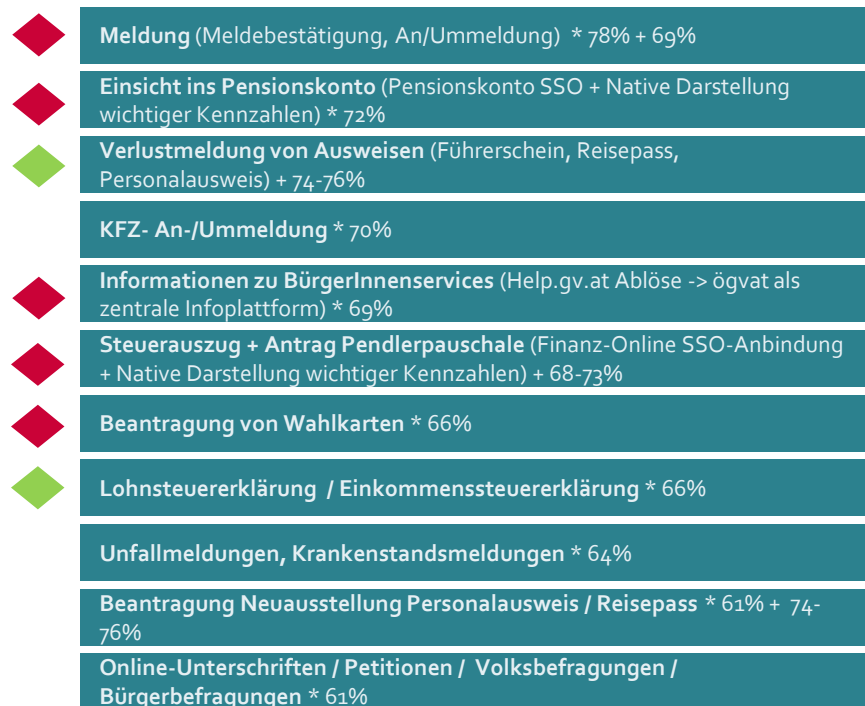 Meldung (Meldebestätigung, An/Ummeldung) * 78% + 69%
Einsicht ins Pensionskonto (Pensionskonto SSO + Native Darstellung
wichtiger Kennzahlen) * 72%
Verlustmeldung von Ausweisen (Führerschein, Reisepass,
Personalausweis) + 74-76%
KFZ- An-/Ummeldung * 70%
Informationen zu BürgerInnenservices (Help.gv.at Ablöse -> ögvat als
zentrale Infoplattform) * 69%
Steuerauszug + Antrag Pendlerpauschale (Finanz-Online SSO-Anbindung
+ Native Darstellung wichtiger Kennzahlen) + 68-73%
Beantragung von Wahlkarten * 66%
Lohnsteuererklärung / Einkommenssteuererklärung * 66%
Unfallmeldungen, Krankenstandsmeldungen * 64%
Beantragung Neuausstellung Personalausweis / Reisepass * 61% + 74-
76%
Online-Unterschriften / Petitionen / Volksbefragungen /
Bürgerbefragungen * 61%